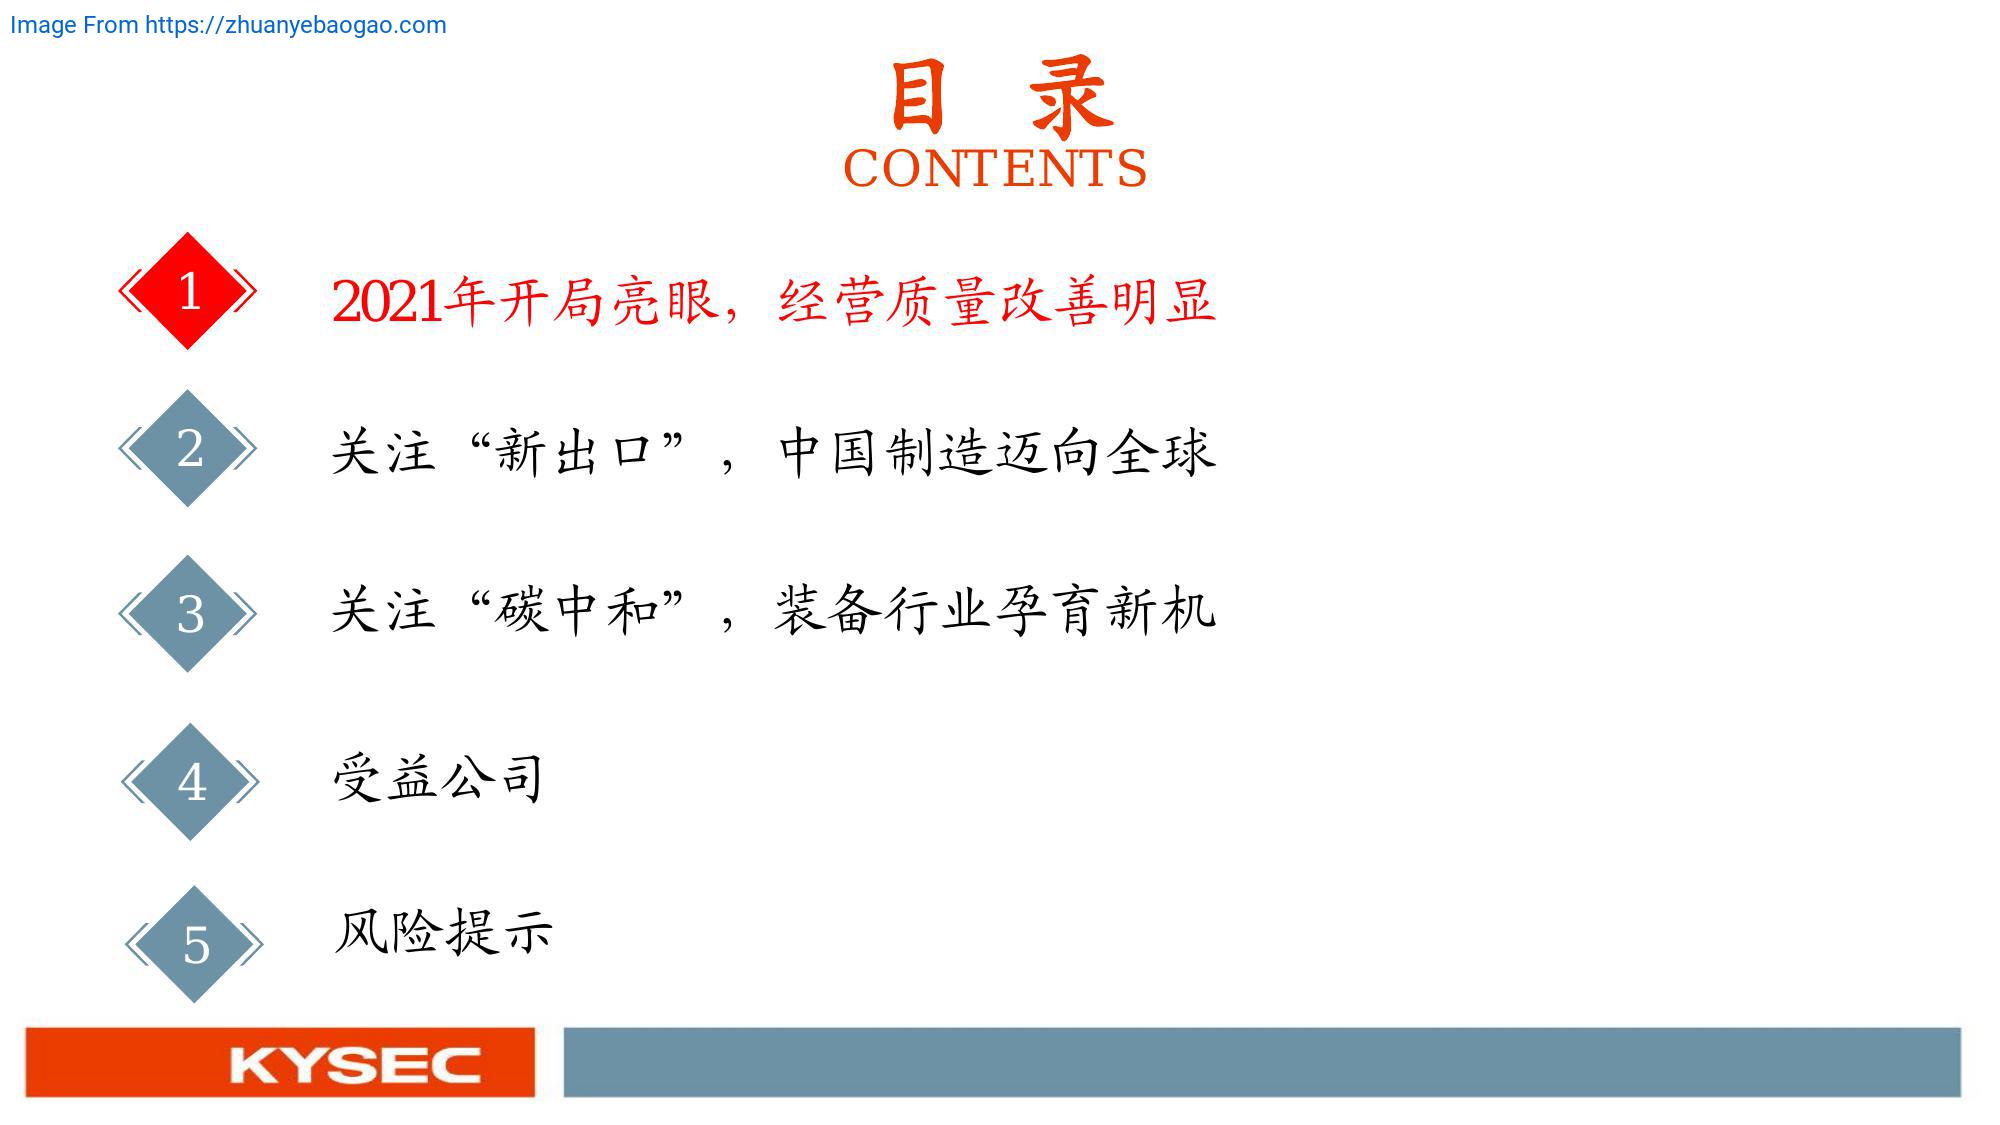 Image From https://zhuanyebaogao.com
目 录
CONTENTS
1 2021年开局亮眼，经营质量改善明显
2 关注“新出口”，中国制造迈向全球
3 关注“碳中和”，装备行业孕育新机
4 受益公司
5 风险提示
KYSEC